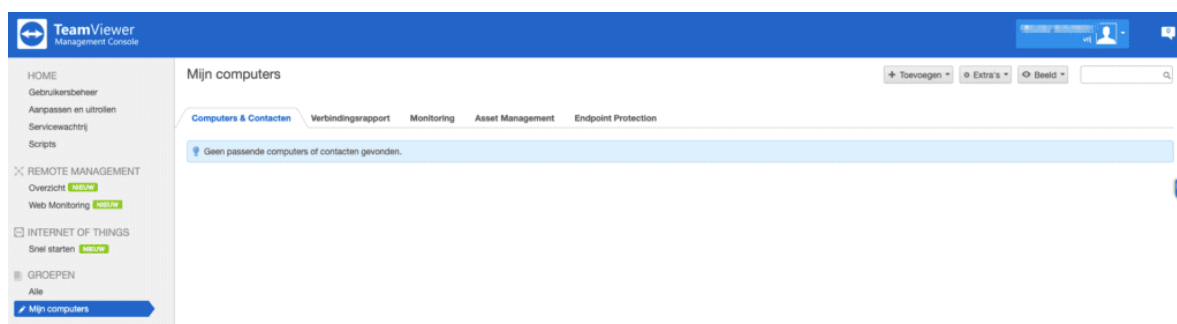 TeamViewer
Management Console
vrij
HOME
Gebruikersbeheer
Aanpassen en uitrollen
Servicewachtrij
Scripts
REMOTE MANAGEMENT
Overzicht NIEUW
Web Monitoring NIEUW
INTERNET OF THINGS
Snel starten NIEUW
GROEPEN
Alle
Mijn computers
Mijn computers
+ Toevoegen
Extra's
Beeld
Computers & Contacten Verbindingsrapport Monitoring Asset Management Endpoint Protection
Geen passende computers of contacten gevonden.